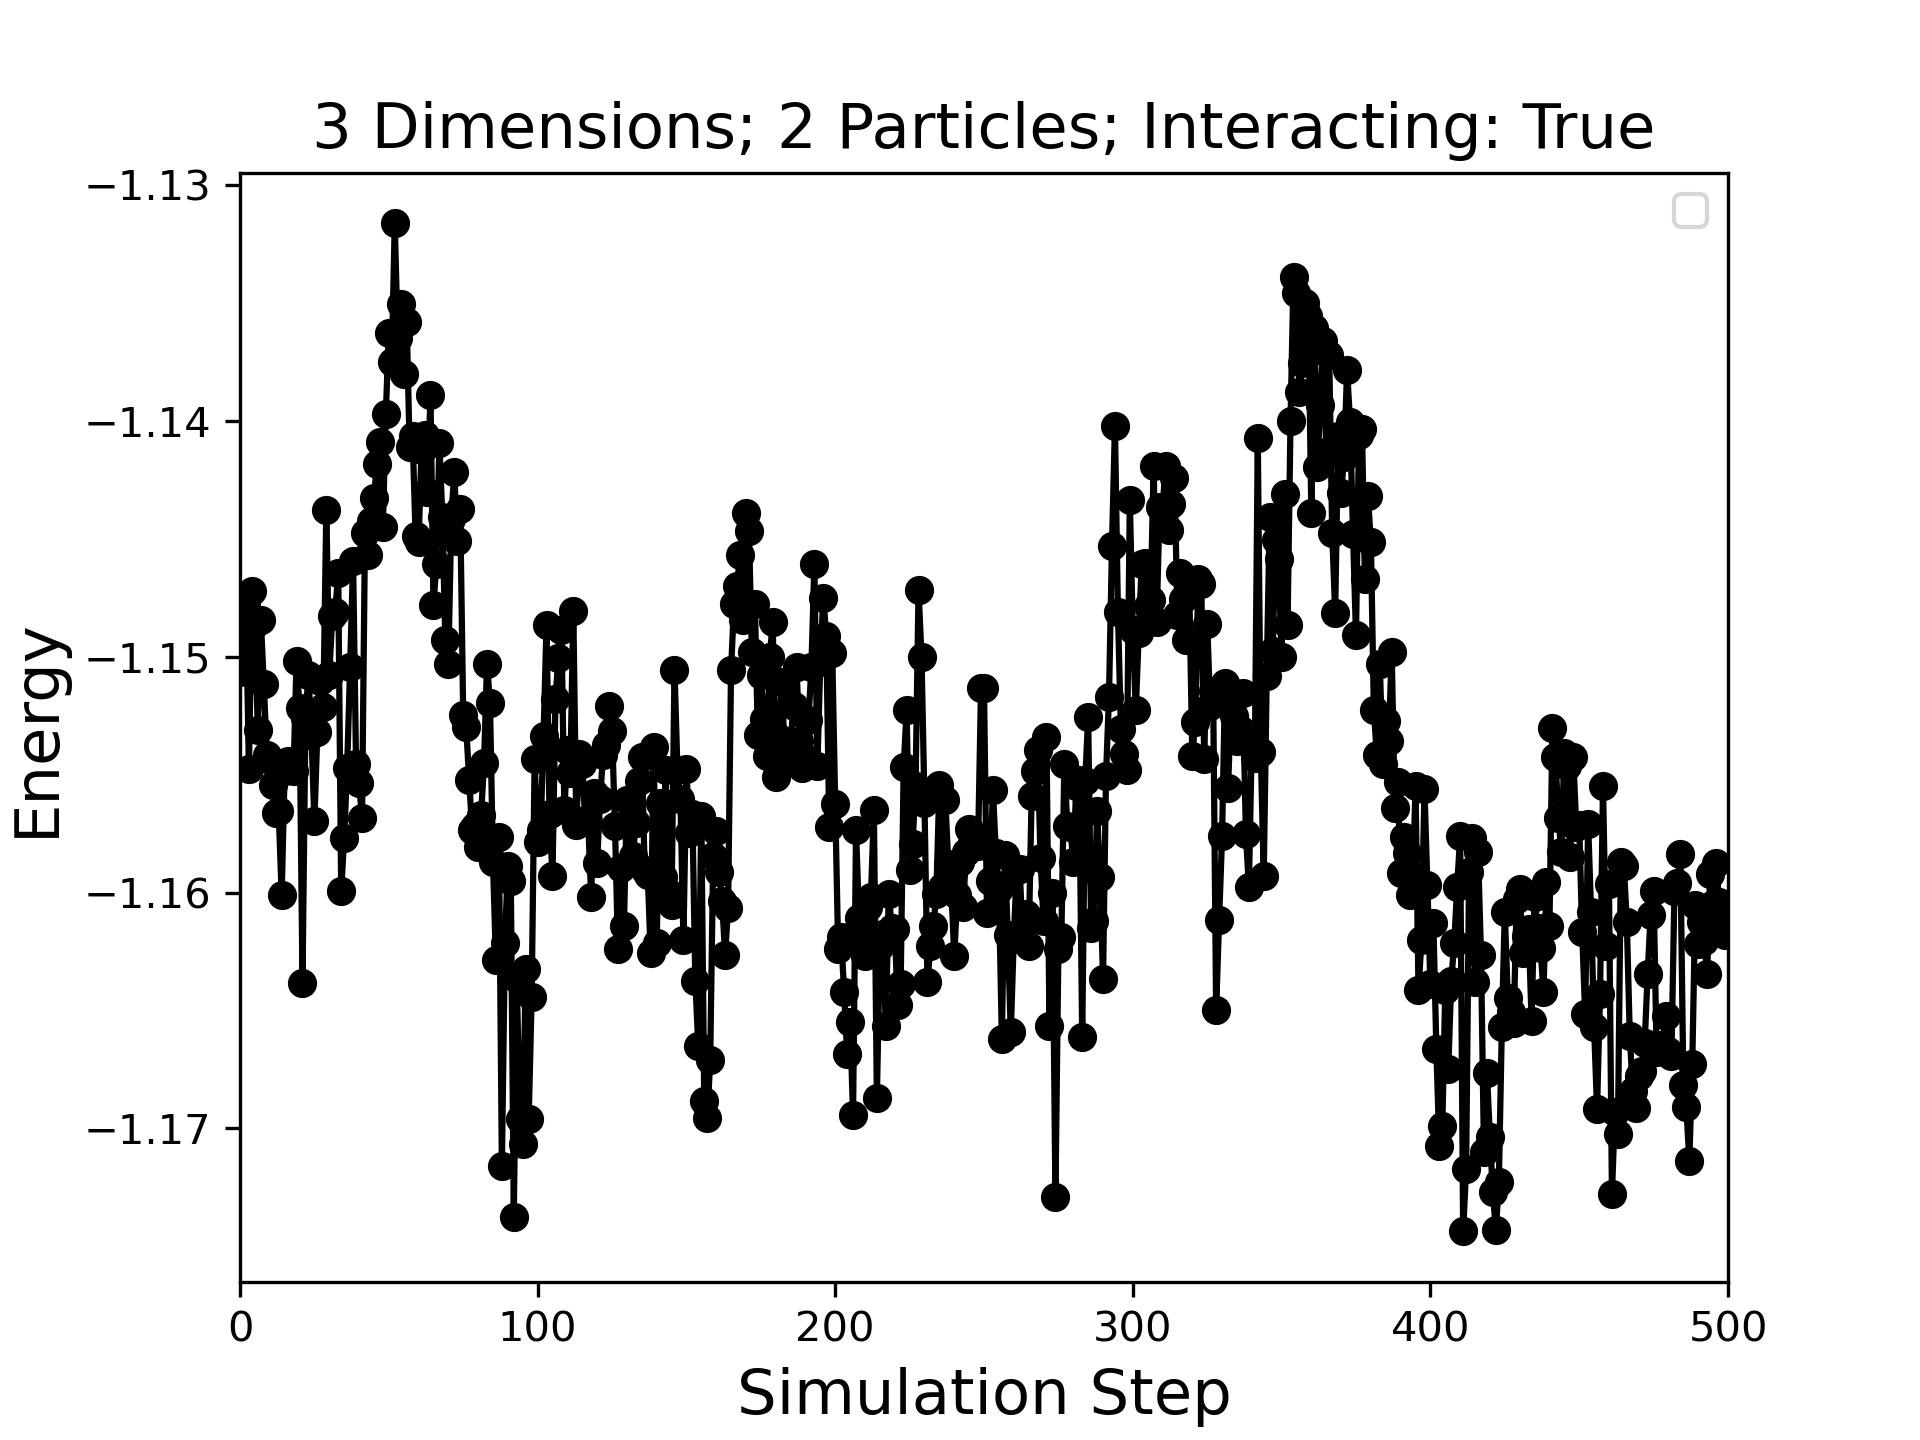 3 Dimensions; 2 Particles; Interacting: True
−1.13
−1.14
−1.15
−1.16
−1.17
Energy
0 100 200 300 400 500
Simulation Step